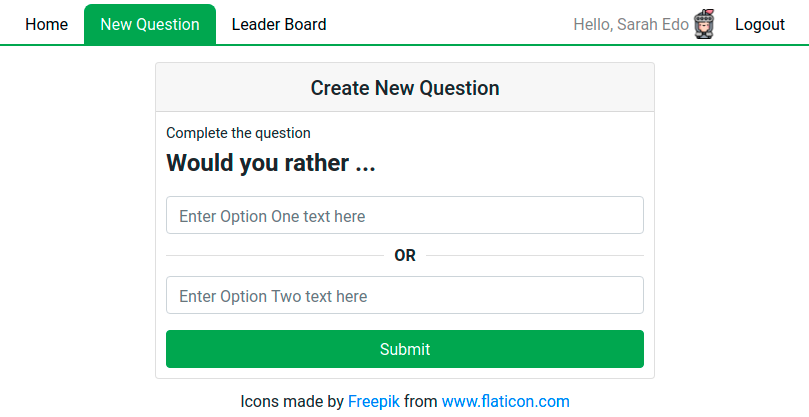 Home New Question Leader Board Hello, Sarah Edo Logout
Create New Question
Complete the question
Would you rather ...
Enter Option One text here
OR
Enter Option Two text here
Submit
Icons made by Freepik from www.flaticon.com